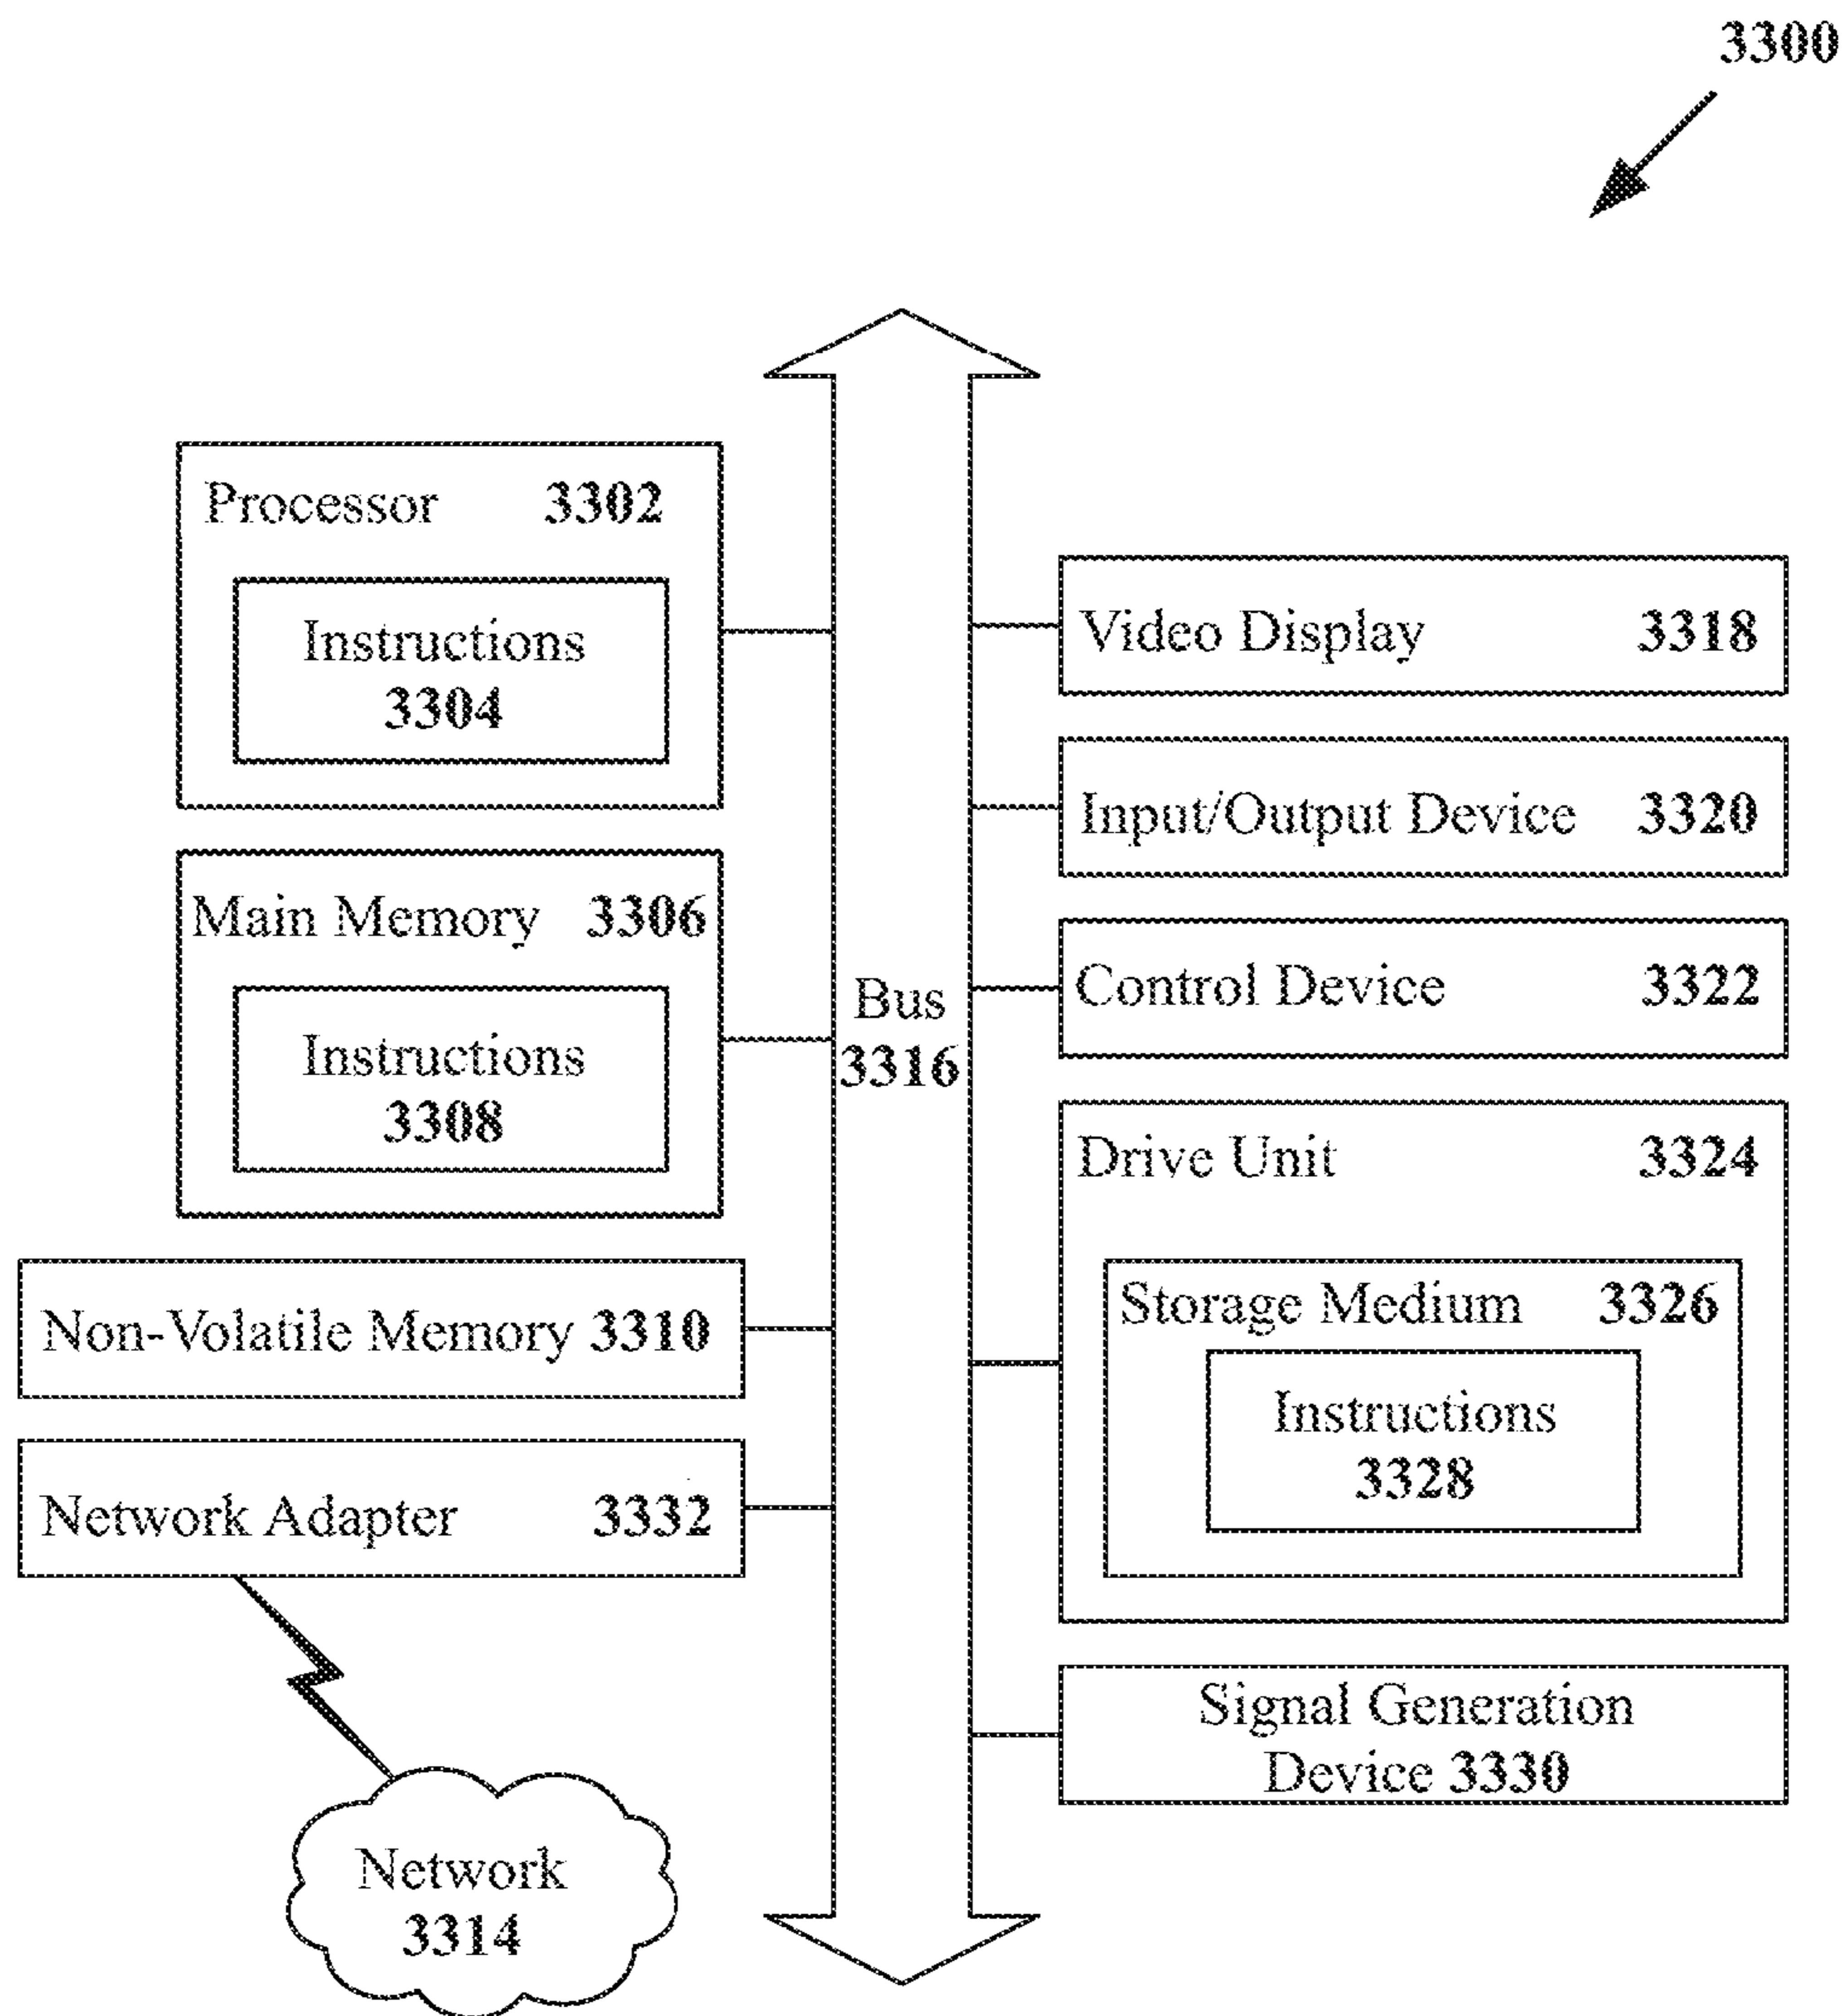 3300
Processor 3302
Instructions
3304
Main Memory 3306
Instructions
3308
Non-Volatile Memory 3310
Network Adapter 3332
Network
3314
Bus
3316
Video Display 3318
Input/Output Device 3320
Control Device 3322
Drive Unit 3324
Storage Medium 3326
Instructions
3328
Signal Generation
Device 3330